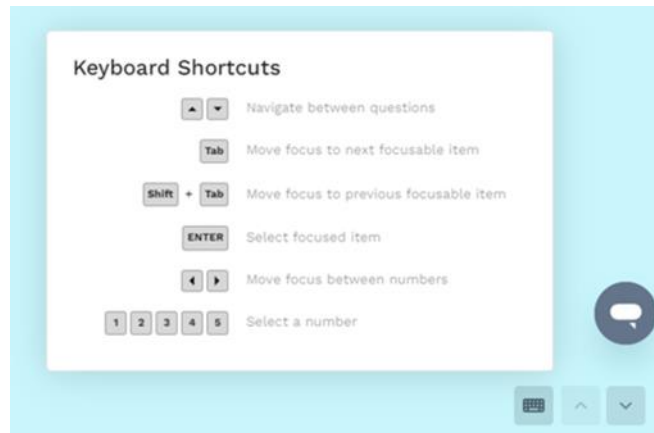 Keyboard Shortcuts
Navigate between questions
Tab Move focus to next focusable item
Shift + Tab Move focus to previous focusable item
ENTER Select focused item
Move focus between numbers
1 2 3 4 5 Select a number